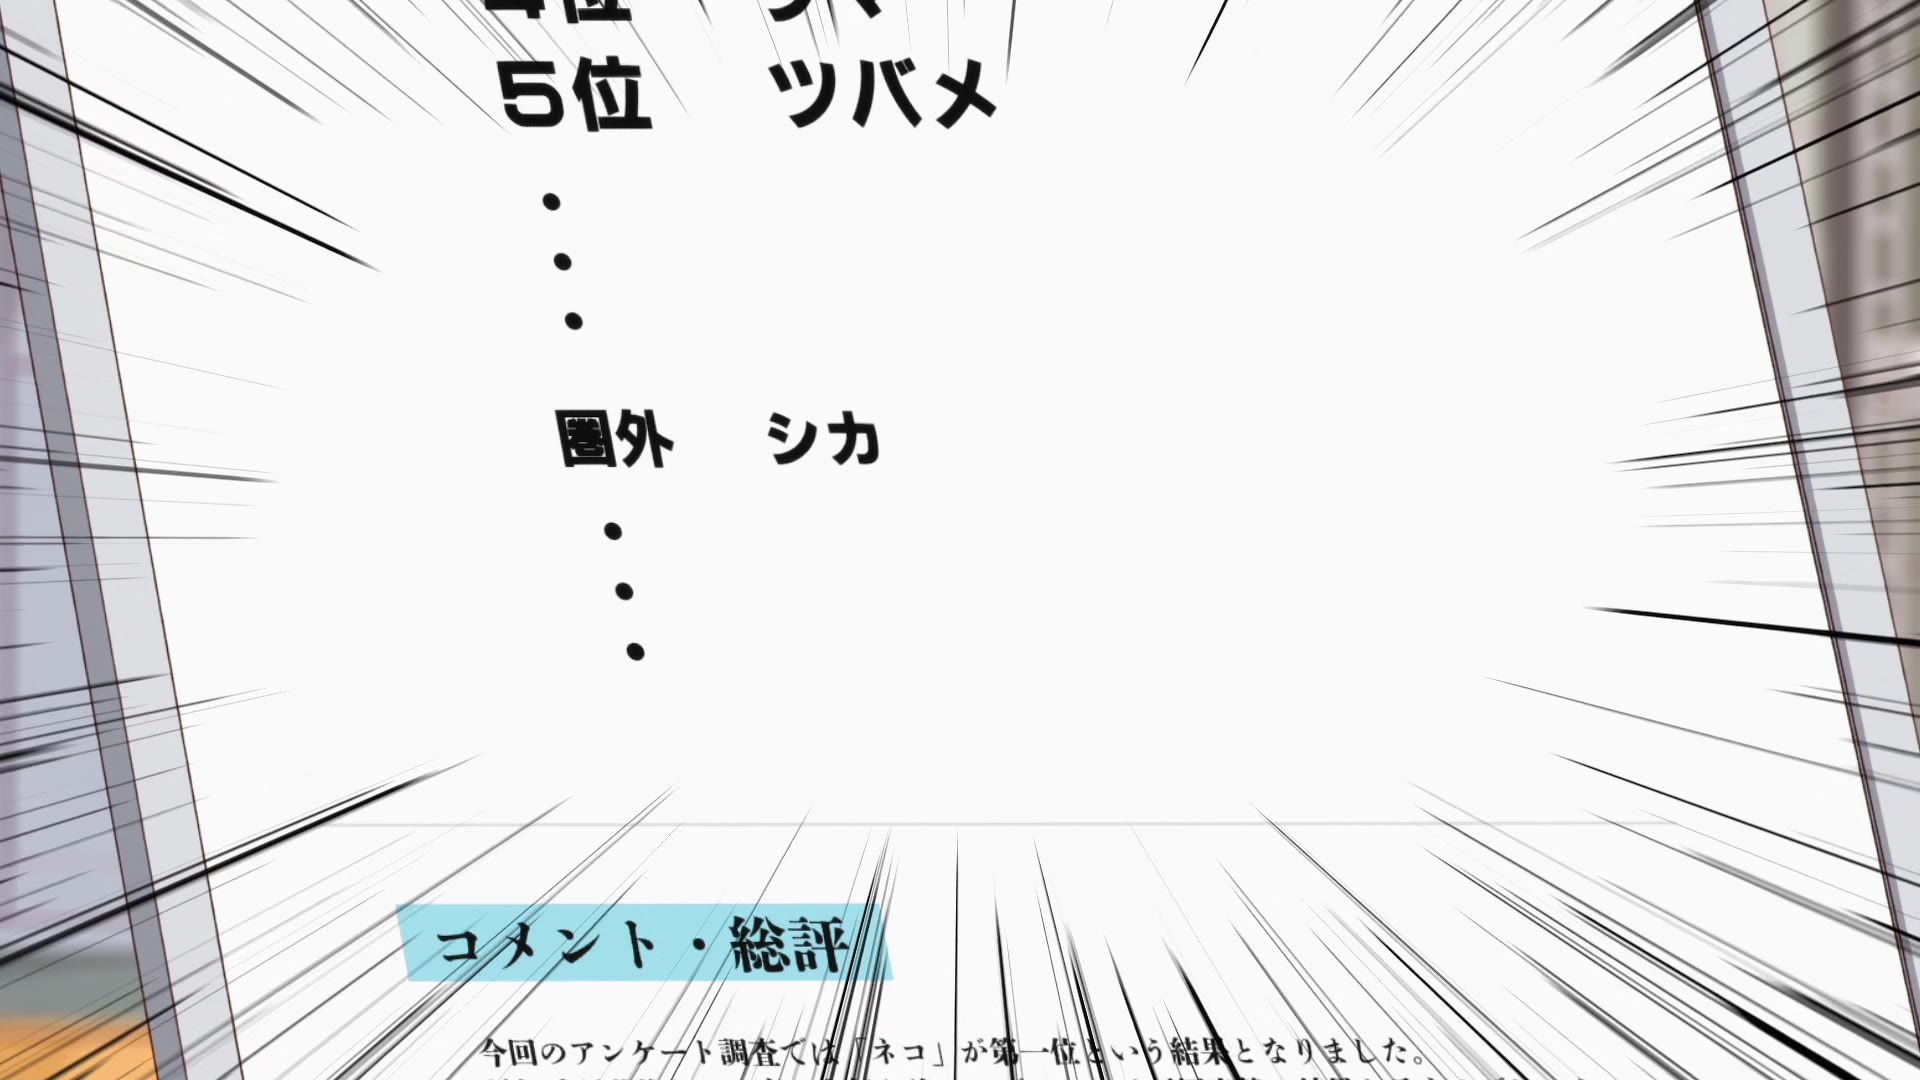 4位
5位 ツバメ
・
・
・
圏外 シカ
・
・
・
コメント・総評
今回のアンケート調査では「ネコ」が第一位という結果となりました。